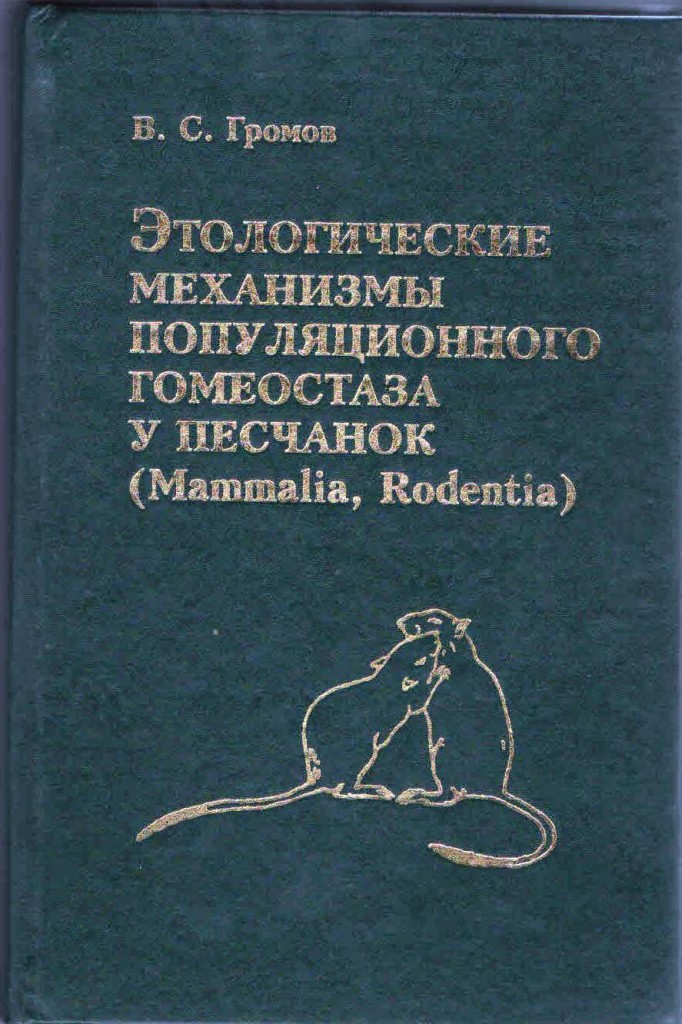 В. С. Громов
Этологические
механизмы
популяционного
гомеостаза
у песчанок
(Mammalia, Rodentia)